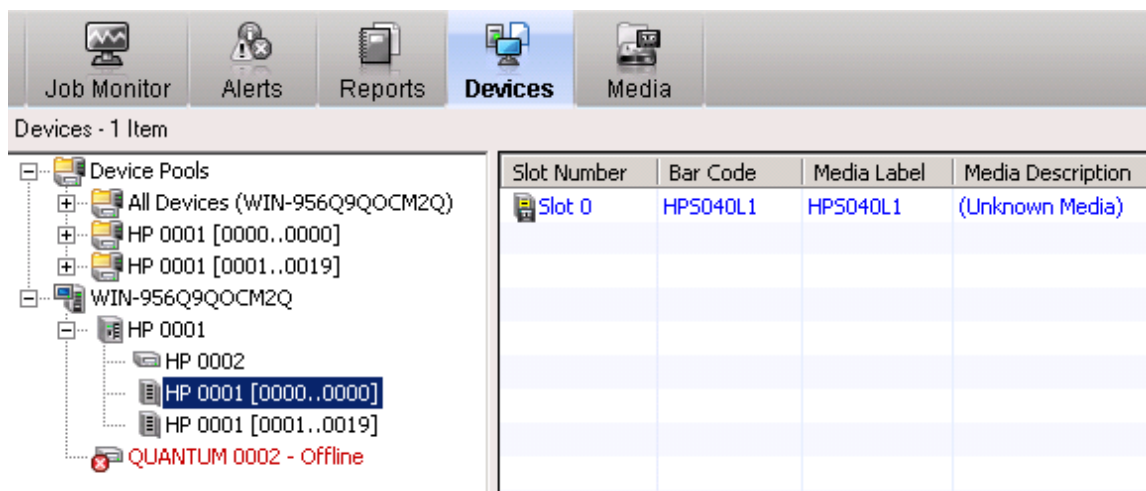 Job Monitor Alerts Reports Devices Media
Devices - 1 Item
Device Pools
All Devices (WIN-956Q9QOCM2Q)
HP 0001 [0000..0000]
HP 0001 [0001..0019]
WIN-956Q9QOCM2Q
HP 0001
HP 0002
HP 0001 [0000..0000]
HP 0001 [0001..0019]
QUANTUM 0002 - Offline
Slot Number Bar Code Media Label Media Description
Slot 0 HPS040L1 HPS040L1 (Unknown Media)